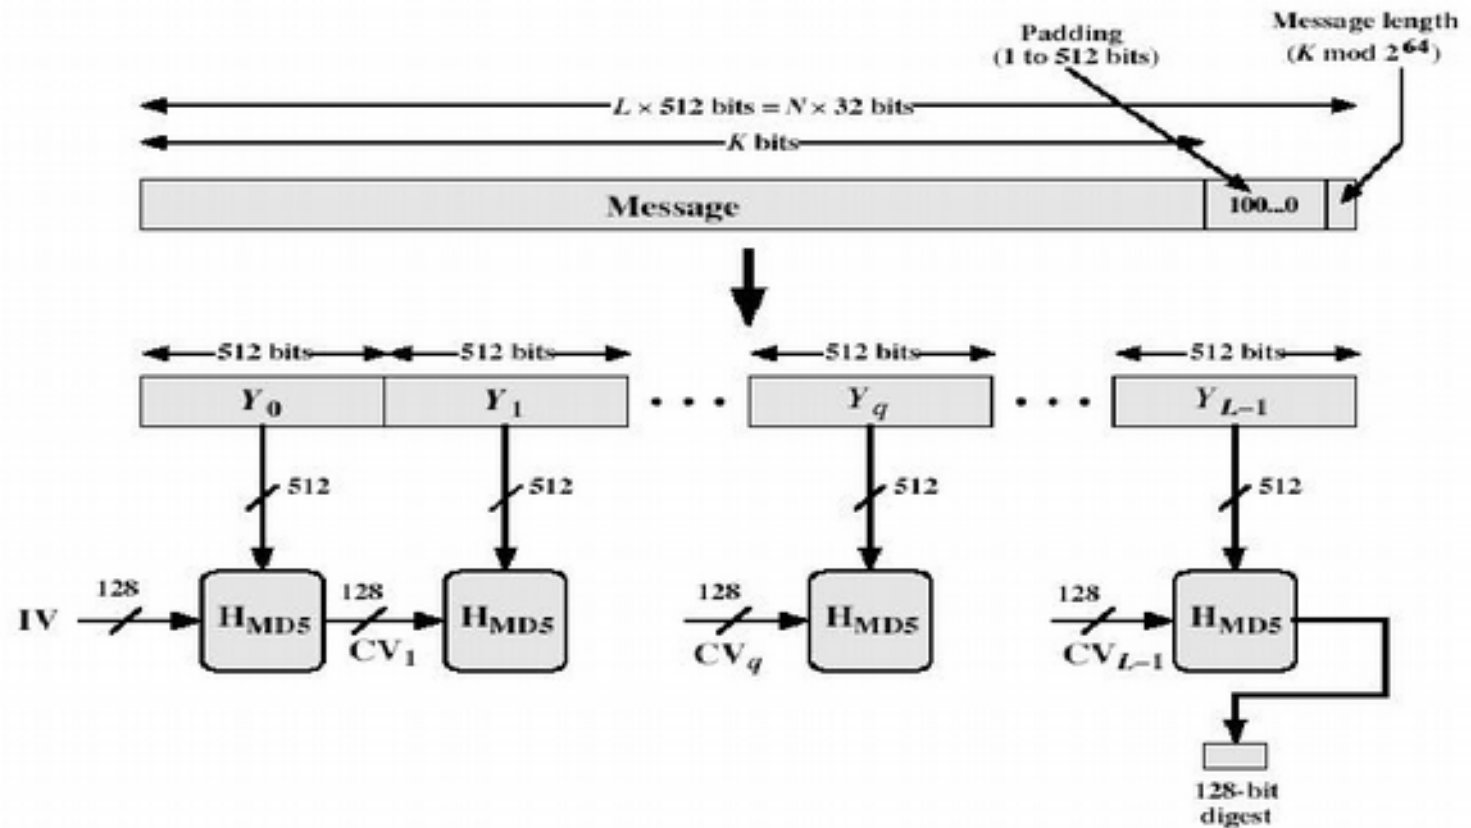 Padding
(1 to 512 bits)
Message length
(K mod 2^64)
L × 512 bits = N × 32 bits
K bits
Message
100...0
512 bits
512 bits
512 bits
512 bits
Y0
Y1
• • •
Yq
• • •
YL–1
512
512
512
512
IV
128
HMD5
128
CV1
HMD5
128
CVq
HMD5
128
CVL–1
HMD5
128-bit
digest